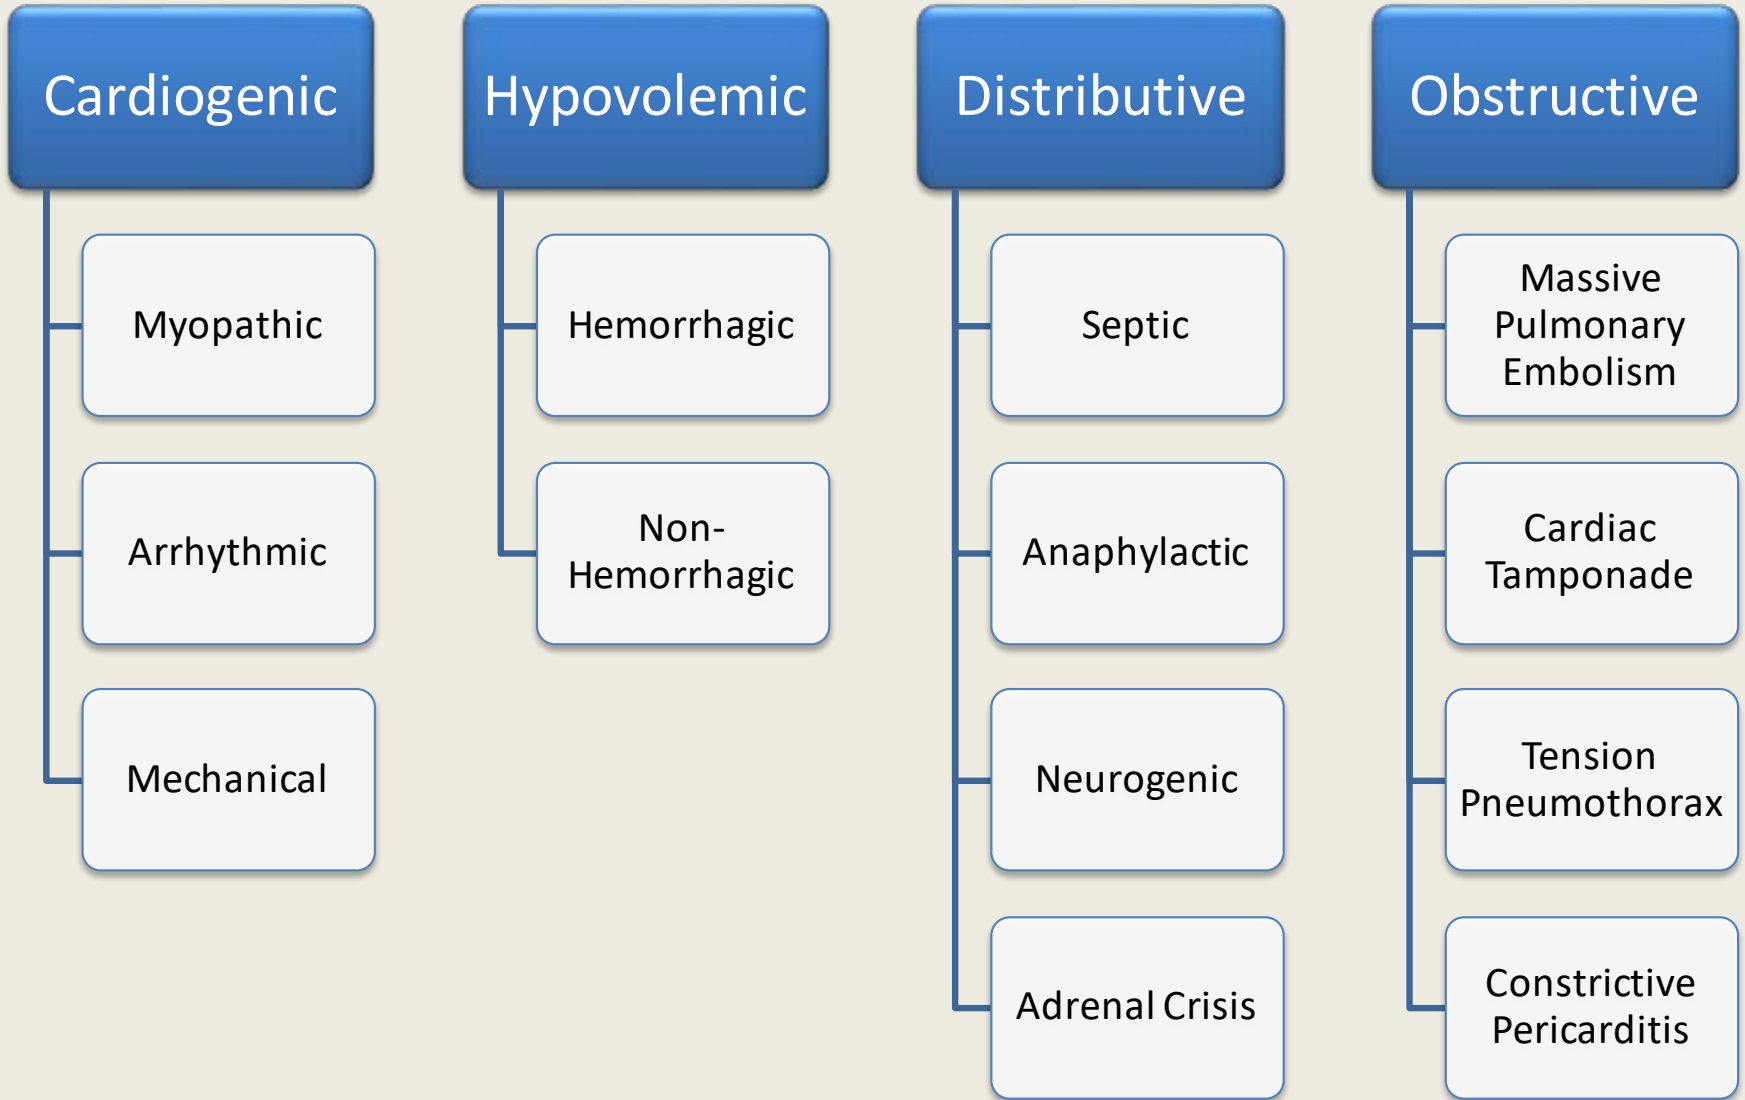 Cardiogenic
Myopathic
Arrhythmic
Mechanical
Hypovolemic
Hemorrhagic
Non-
Hemorrhagic
Distributive
Septic
Anaphylactic
Neurogenic
Adrenal Crisis
Obstructive
Massive
Pulmonary
Embolism
Cardiac
Tamponade
Tension
Pneumothorax
Constrictive
Pericarditis